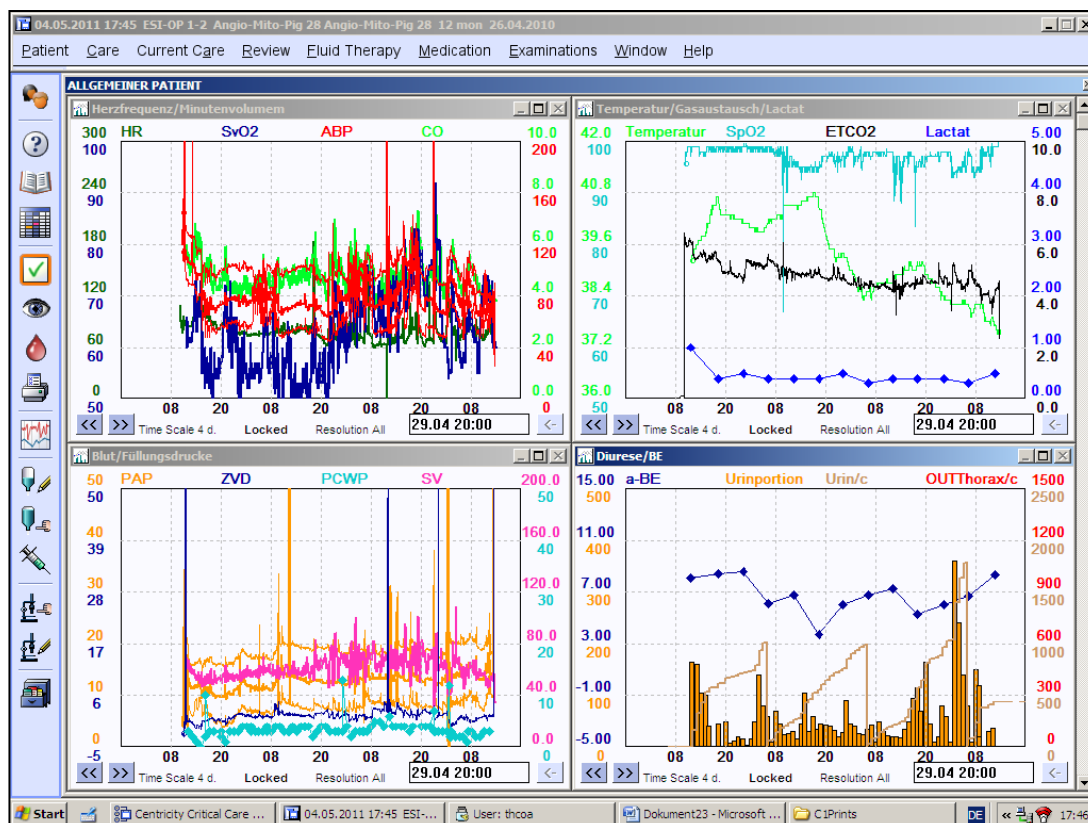 04.05.2011 17:45 ESI-OP 1-2 Angio-Mito-Pig 28 Angio-Mito-Pig 28 12 mon 26.04.2010
Patient Care Current Care Review Fluid Therapy Medication Examinations Window Help
ALLGEMEINER PATIENT
Herzfrequenz/Minutenvolumem
300 HR SvO2 ABP CO 10.0
100 200
240 8.0
90 160
180 6.0
80 120
120 4.0
70 80
60 2.0
60 40
0 0.0
50 08 20 08 20 08 20 08 0
<< >> Time Scale 4 d. Locked Resolution All 29.04 20:00 <-
Temperatur/Gasaustausch/Lactat
42.0 Temperatur SpO2 ETCO2 Lactat 5.00
100 10.0
40.8 4.00
90 8.0
39.6 3.00
80 6.0
38.4 2.00
70 4.0
37.2 1.00
60 2.0
36.0 0.00
50 08 20 08 20 08 20 08 0.0
<< >> Time Scale 4 d. Locked Resolution All 29.04 20:00 <-
Blut/Füllungsdrucke
50 PAP ZVD PCWP SV 200.0
50 50
40 160.0
39 40
30 120.0
28 30
20 80.0
17 20
10 40.0
6 10
0 0.0
-5 08 20 08 20 08 20 08 0
<< >> Time Scale 4 d. Locked Resolution All 29.04 20:00 <-
Diurese/BE
15.00 a-BE Urinportion Urin/c OUTThorax/c 1500
500 2500
11.00 1200
400 2000
7.00 900
300 1500
3.00 600
200 1000
-1.00 300
100 500
-5.00 0
0 08 20 08 20 08 20 08 0
<< >> Time Scale 4 d. Locked Resolution All 29.04 20:00 <-
Start Centricity Critical Care ... 04.05.2011 17:45 ESI-... User: thcoa Dokument23 - Microsoft ... C1Prints DE « 17:46